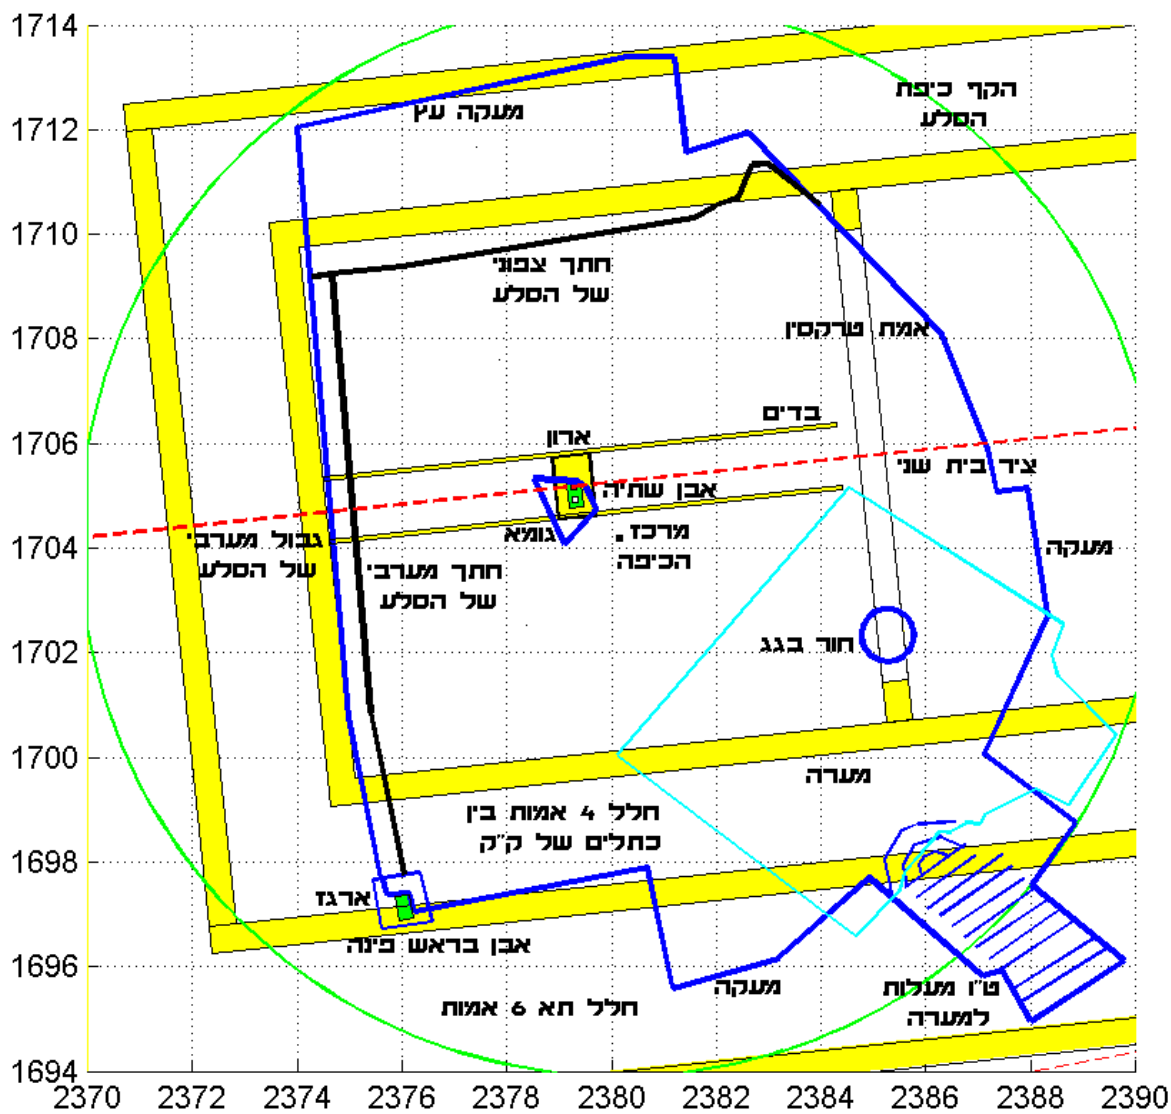 1714
הקף כיפת
הסלע
מעקה עץ
1712
1710
חתך צפוני
של הסלע
אמת טרקסין
1708
בדים
1706
ארון
ציר בית שני
אבן שתיה
גומא
מרכז
הכיפה
מעקה
1704
גבול מערבי
של הסלע
חתך מערבי
של הסלע
חור בגג
1702
1700
מערה
חלל 4 אמות בין
כתלים של ק"ק
1698
ארגז
אבן בראש פינה
1696
מעקה
ט"ו מעלות
למערה
חלל תא 6 אמות
1694
2370 2372 2374 2376 2378 2380 2382 2384 2386 2388 2390